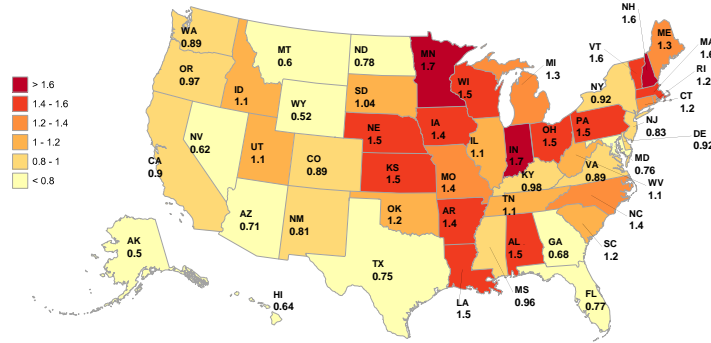 > 1.6
1.4 - 1.6
1.2 - 1.4
1 - 1.2
0.8 - 1
< 0.8
WA
0.89
OR
0.97
CA
0.9
NV
0.62
ID
1.1
MT
0.6
WY
0.52
UT
1.1
AZ
0.71
CO
0.89
NM
0.81
ND
0.78
SD
1.04
NE
1.5
KS
1.5
OK
1.2
TX
0.75
MN
1.7
IA
1.4
MO
1.4
AR
1.4
LA
1.5
WI
1.5
IL
1.1
MI
1.3
IN
1.7
OH
1.5
KY
0.98
TN
1.1
MS
0.96
AL
1.5
GA
0.68
FL
0.77
SC
1.2
NC
1.4
WV
1.1
VA
0.89
MD
0.76
DE
0.92
NJ
0.83
PA
1.5
NY
0.92
CT
1.2
RI
1.2
VT
1.6
NH
1.6
ME
1.3
AK
0.5
HI
0.64